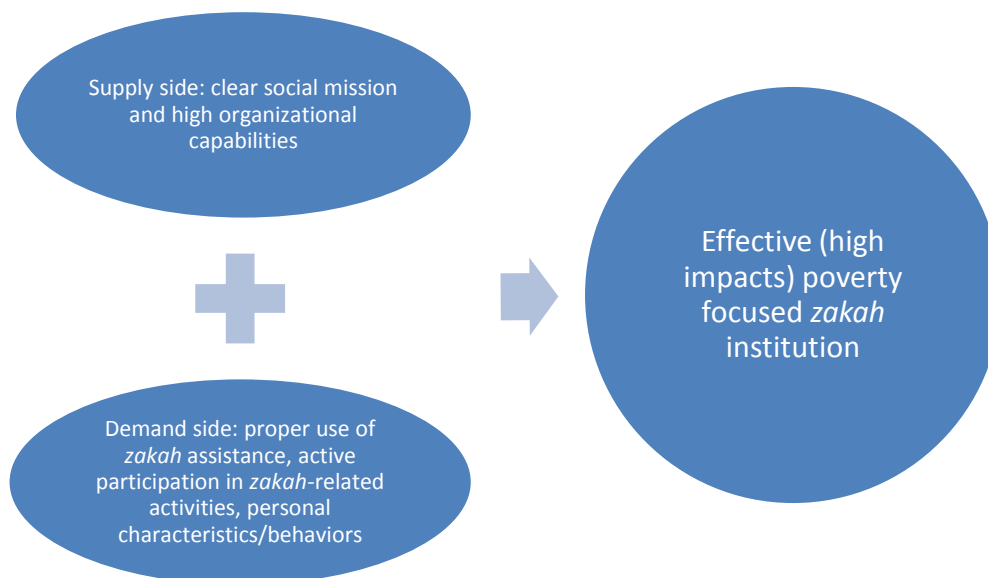 Supply side: clear social mission
and high organizational
capabilities
Demand side: proper use of
zakah assistance, active
participation in zakah-related
activities, personal
characteristics/behaviors
Effective (high
impacts) poverty
focused zakah
institution